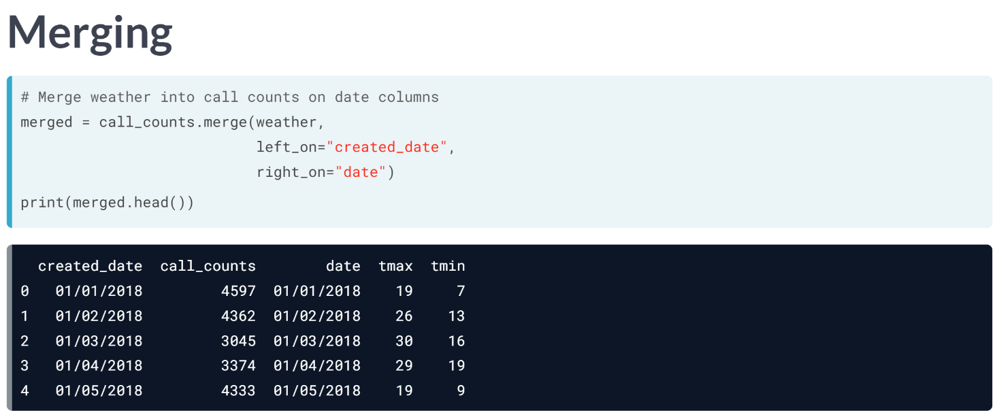 Merging
# Merge weather into call counts on date columns
merged = call_counts.merge(weather,
                           left_on="created_date",
                           right_on="date")
print(merged.head())
  created_date  call_counts        date  tmax  tmin
0   01/01/2018         4597  01/01/2018    19     7
1   01/02/2018         4362  01/02/2018    26    13
2   01/03/2018         3045  01/03/2018    30    16
3   01/04/2018         3374  01/04/2018    29    19
4   01/05/2018         4333  01/05/2018    19     9